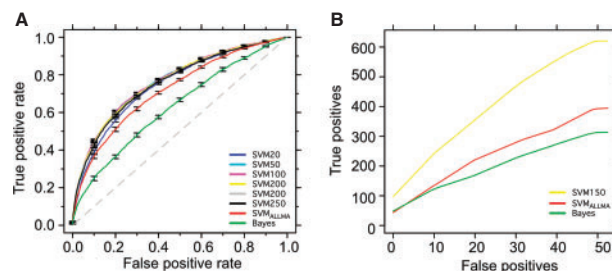 A
True positive rate
1.0
0.8
0.6
0.4
0.2
0.0
0.0 0.2 0.4 0.6 0.8 1.0
False positive rate
SVM20
SVM50
SVM100
SVM200
SVM200
SVM250
SVMALLMA
Bayes
B
True positives
600
500
400
300
200
100
0
0 10 20 30 40 50
False positives
SVM150
SVMALLMA
Bayes